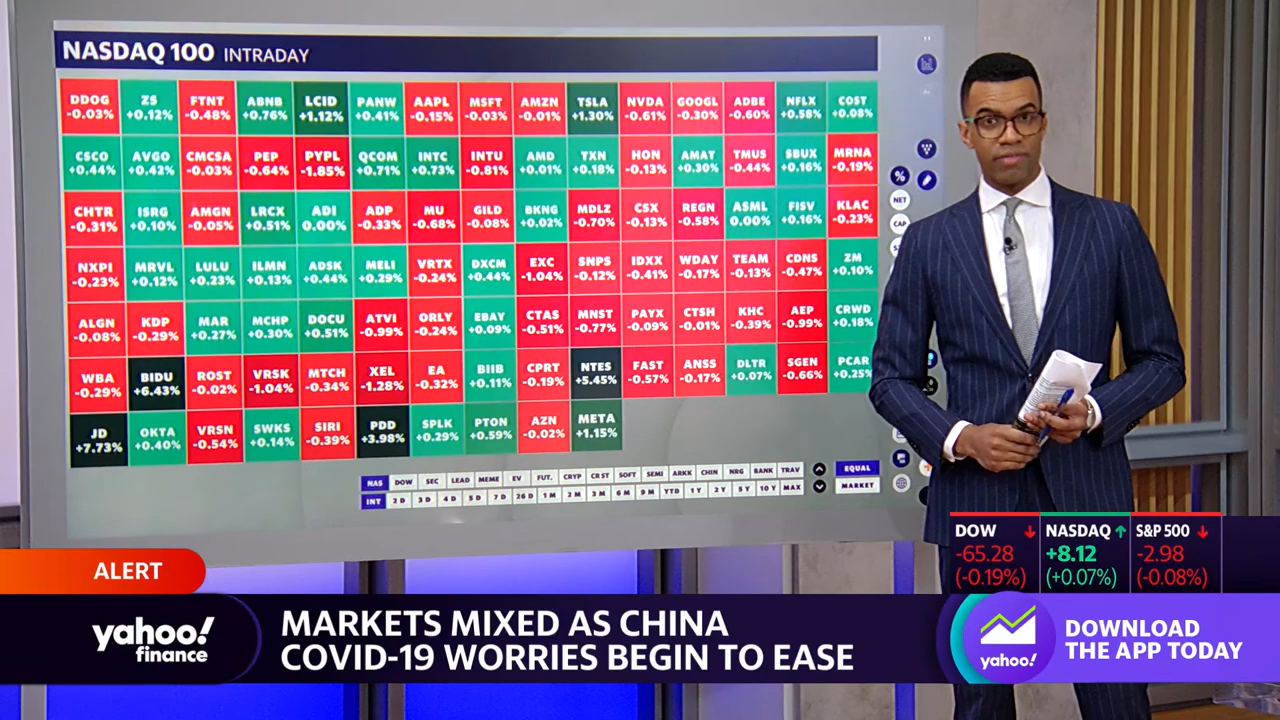 NASDAQ 100 INTRADAY
DDOG ZS FTNT ABNB LCID PANW AAPL MSFT AMZN TSLA NVDA GOOGL ADBE NFLX COST
-0.03% +0.12% -0.48% +0.76% +1.12% +0.41% -0.15% -0.03% -0.01% +1.30% -0.61% -0.30% -0.60% +0.58% +0.08%
CSCO AVGO CMCSA PEP PYPL QCOM INTC INTU AMD TXN HON AMAT TMUS SBUX MRNA
+0.44% +0.42% -0.03% -0.64% -1.85% +0.71% +0.73% -0.81% +0.01% +0.18% -0.13% +0.30% -0.44% +0.16% -0.19%
CHTR ISRG AMGN LRCX ADI ADP MU GILD BKNG MDLZ CSX REGN ASML FISV KLAC
-0.31% +0.10% -0.05% +0.51% 0.00% -0.33% -0.68% -0.08% +0.02% -0.70% -0.13% -0.58% 0.00% +0.16% -0.23%
NXPI MRVL LULU ILMN ADSK MELI VRTX DXCM EXC SNPS IDXX WDAY TEAM CDNS ZM
-0.23% +0.12% +0.23% +0.13% +0.44% +0.29% -0.24% +0.44% -1.04% -0.12% -0.41% -0.17% -0.13% -0.47% +0.10%
ALGN KDP MAR MCHP DOCU ATVI ORLY EBAY CTAS MNST PAYX CTSH KHC AEP CRWD
-0.08% -0.29% +0.27% +0.30% +0.51% -0.99% -0.24% +0.09% -0.51% -0.77% -0.09% -0.01% -0.39% -0.99% +0.18%
WBA BIDU ROST VRSK MTCH XEL EA BIIB CPRT NTES FAST ANSS DLTR SGEN PCAR
-0.29% +6.43% -0.02% -1.04% -0.34% -1.28% -0.32% +0.11% -0.19% +5.45% -0.57% -0.17% +0.07% -0.66% +0.25%
JD OKTA VRSN SWKS SIRI PDD SPLK PTON AZN META
+7.73% +0.40% -0.54% +0.14% -0.39% +3.98% +0.29% +0.59% -0.02% +1.15%
%
NET
CAP
NAS DOW SEC LEAD MEME EV FUT. CRYP CRST SOFT SEMI ARKK CHIN NRG BANK TRAV EQUAL
INT 2 D 3 D 4 D 5 D 7 D 26 D 1 M 2 M 3 M 6 M 9 M YTD 1 Y 2 Y 5 Y 10 Y MAX MARKET
DOW NASDAQ S&P 500
-65.28 +8.12 -2.98
(-0.19%) (+0.07%) (-0.08%)
ALERT
yahoo!
finance
MARKETS MIXED AS CHINA
COVID-19 WORRIES BEGIN TO EASE
yahoo!
DOWNLOAD
THE APP TODAY